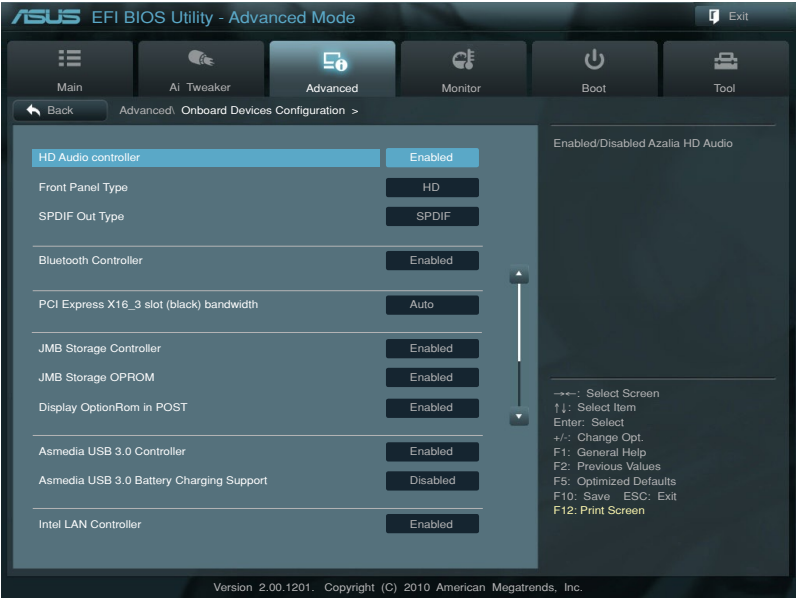 ASUS EFI BIOS Utility - Advanced Mode
Exit
Main Ai Tweaker Advanced Monitor Boot Tool
Back Advanced\ Onboard Devices Configuration >
HD Audio controller Enabled
Front Panel Type HD
SPDIF Out Type SPDIF
Bluetooth Controller Enabled
PCI Express X16_3 slot (black) bandwidth Auto
JMB Storage Controller Enabled
JMB Storage OPROM Enabled
Display OptionRom in POST Enabled
Asmedia USB 3.0 Controller Enabled
Asmedia USB 3.0 Battery Charging Support Disabled
Intel LAN Controller Enabled
Enabled/Disabled Azalia HD Audio
→←: Select Screen
↑↓: Select Item
Enter: Select
+/-: Change Opt.
F1: General Help
F2: Previous Values
F5: Optimized Defaults
F10: Save ESC: Exit
F12: Print Screen
Version 2.00.1201. Copyright (C) 2010 American Megatrends, Inc.